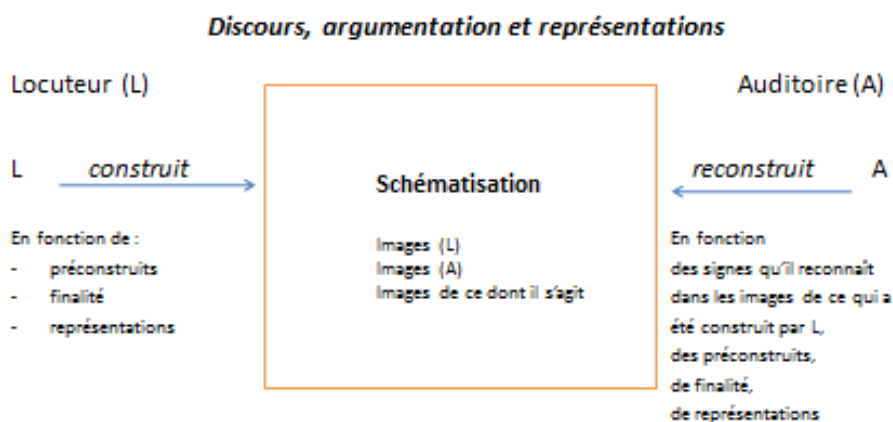 Discours, argumentation et représentations
Locuteur (L)
Auditoire (A)
L
construit
Schématisation
reconstruit
A
En fonction de :
- préconstruits
- finalité
- représentations
Images (L)
Images (A)
Images de ce dont il s'agit
En fonction
des signes qu'il reconnaît
dans les images de ce qui a
été construit par L,
des préconstruits,
de finalité,
de représentations